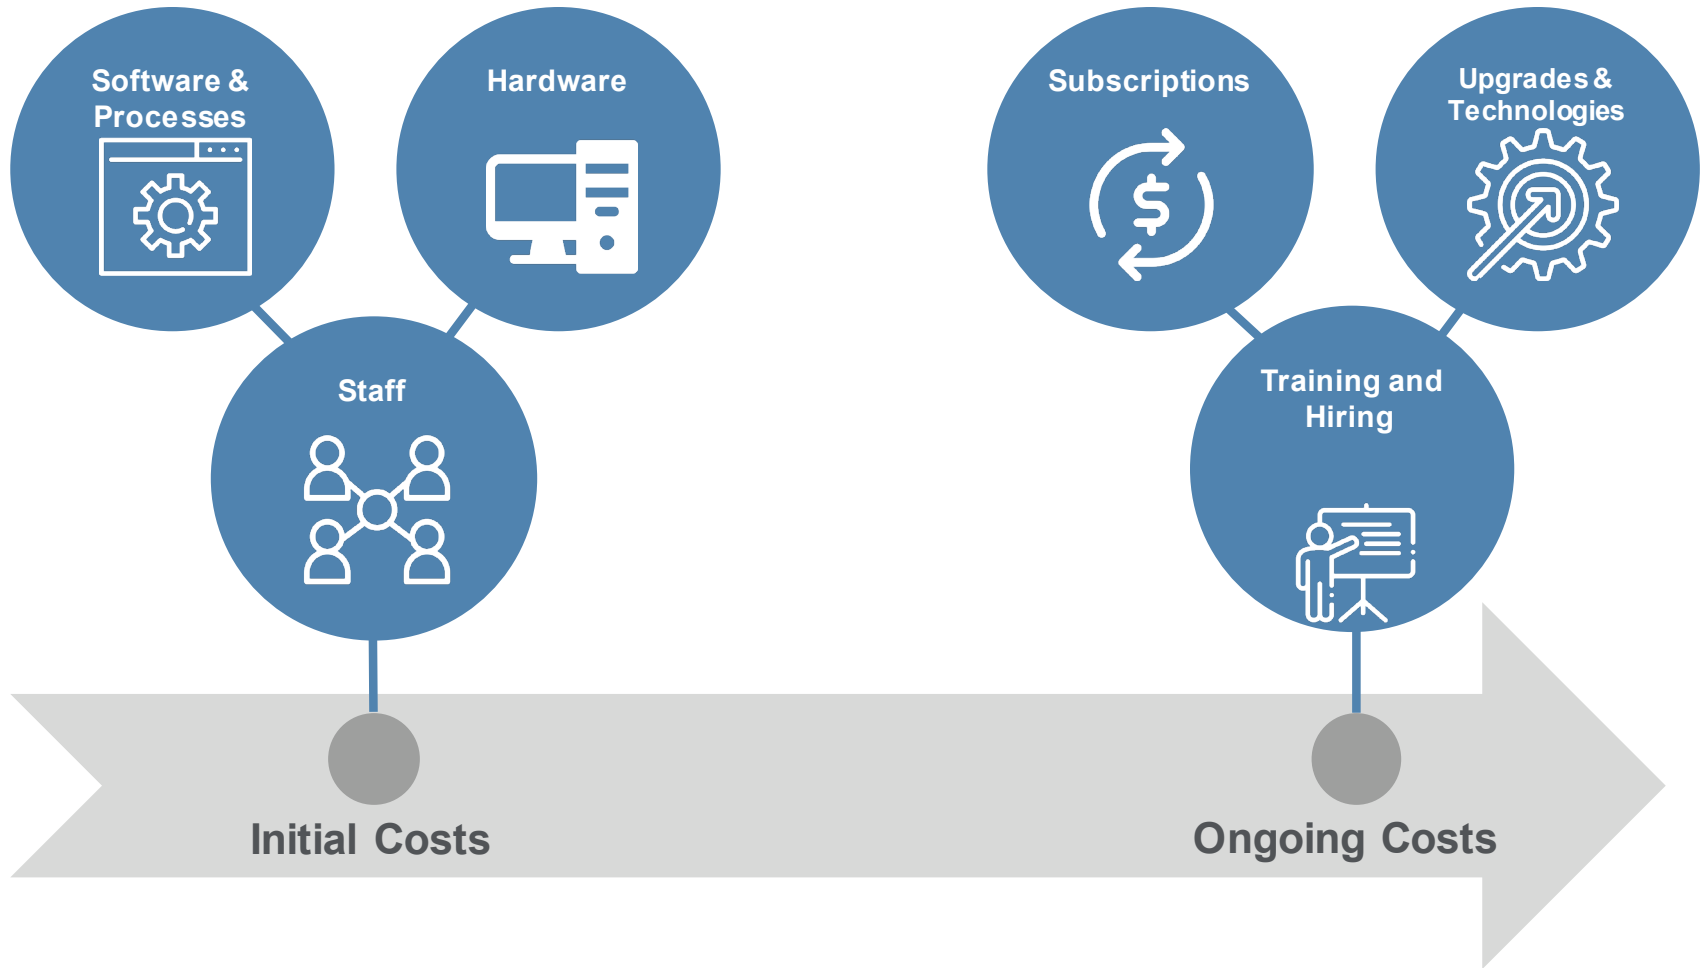 Software &
Processes
Hardware
Staff
Subscriptions
$
Upgrades &
Technologies
Training and
Hiring
Initial Costs
Ongoing Costs